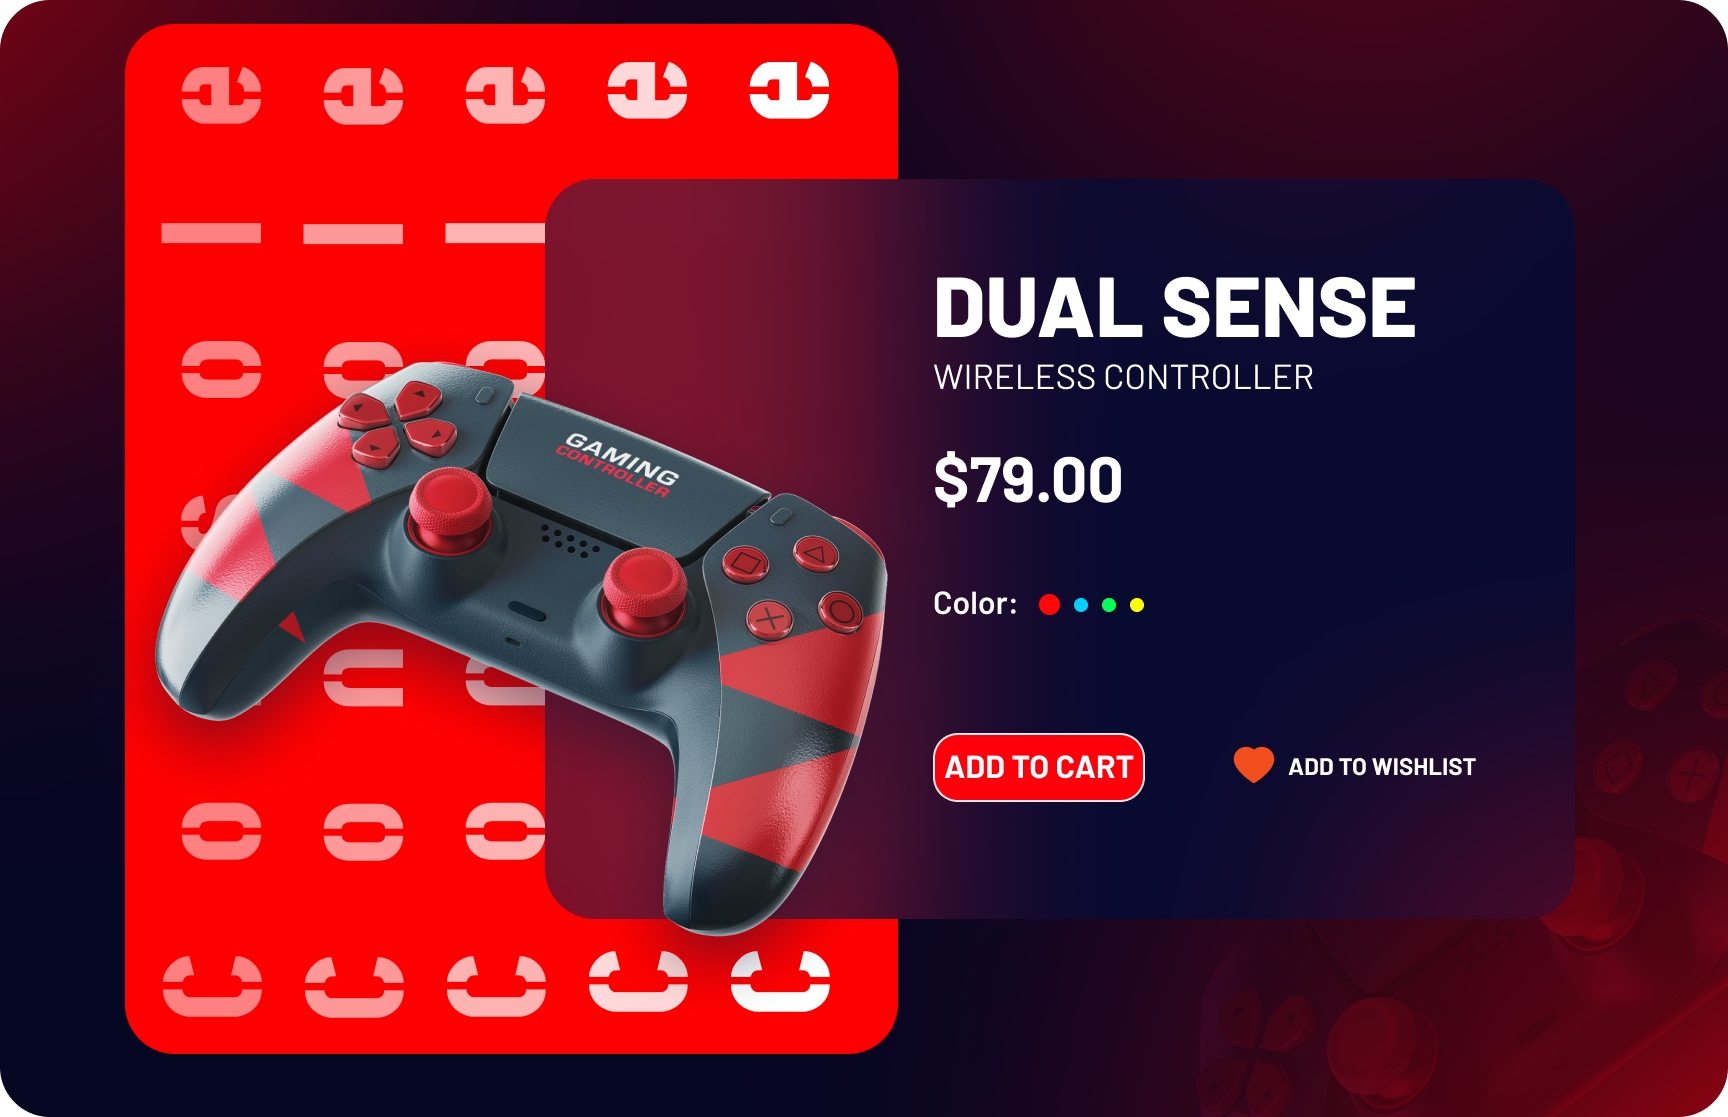 DUAL SENSE
WIRELESS CONTROLLER
GAMING
CONTROLLER
$79.00
Color:
ADD TO CART
ADD TO WISHLIST